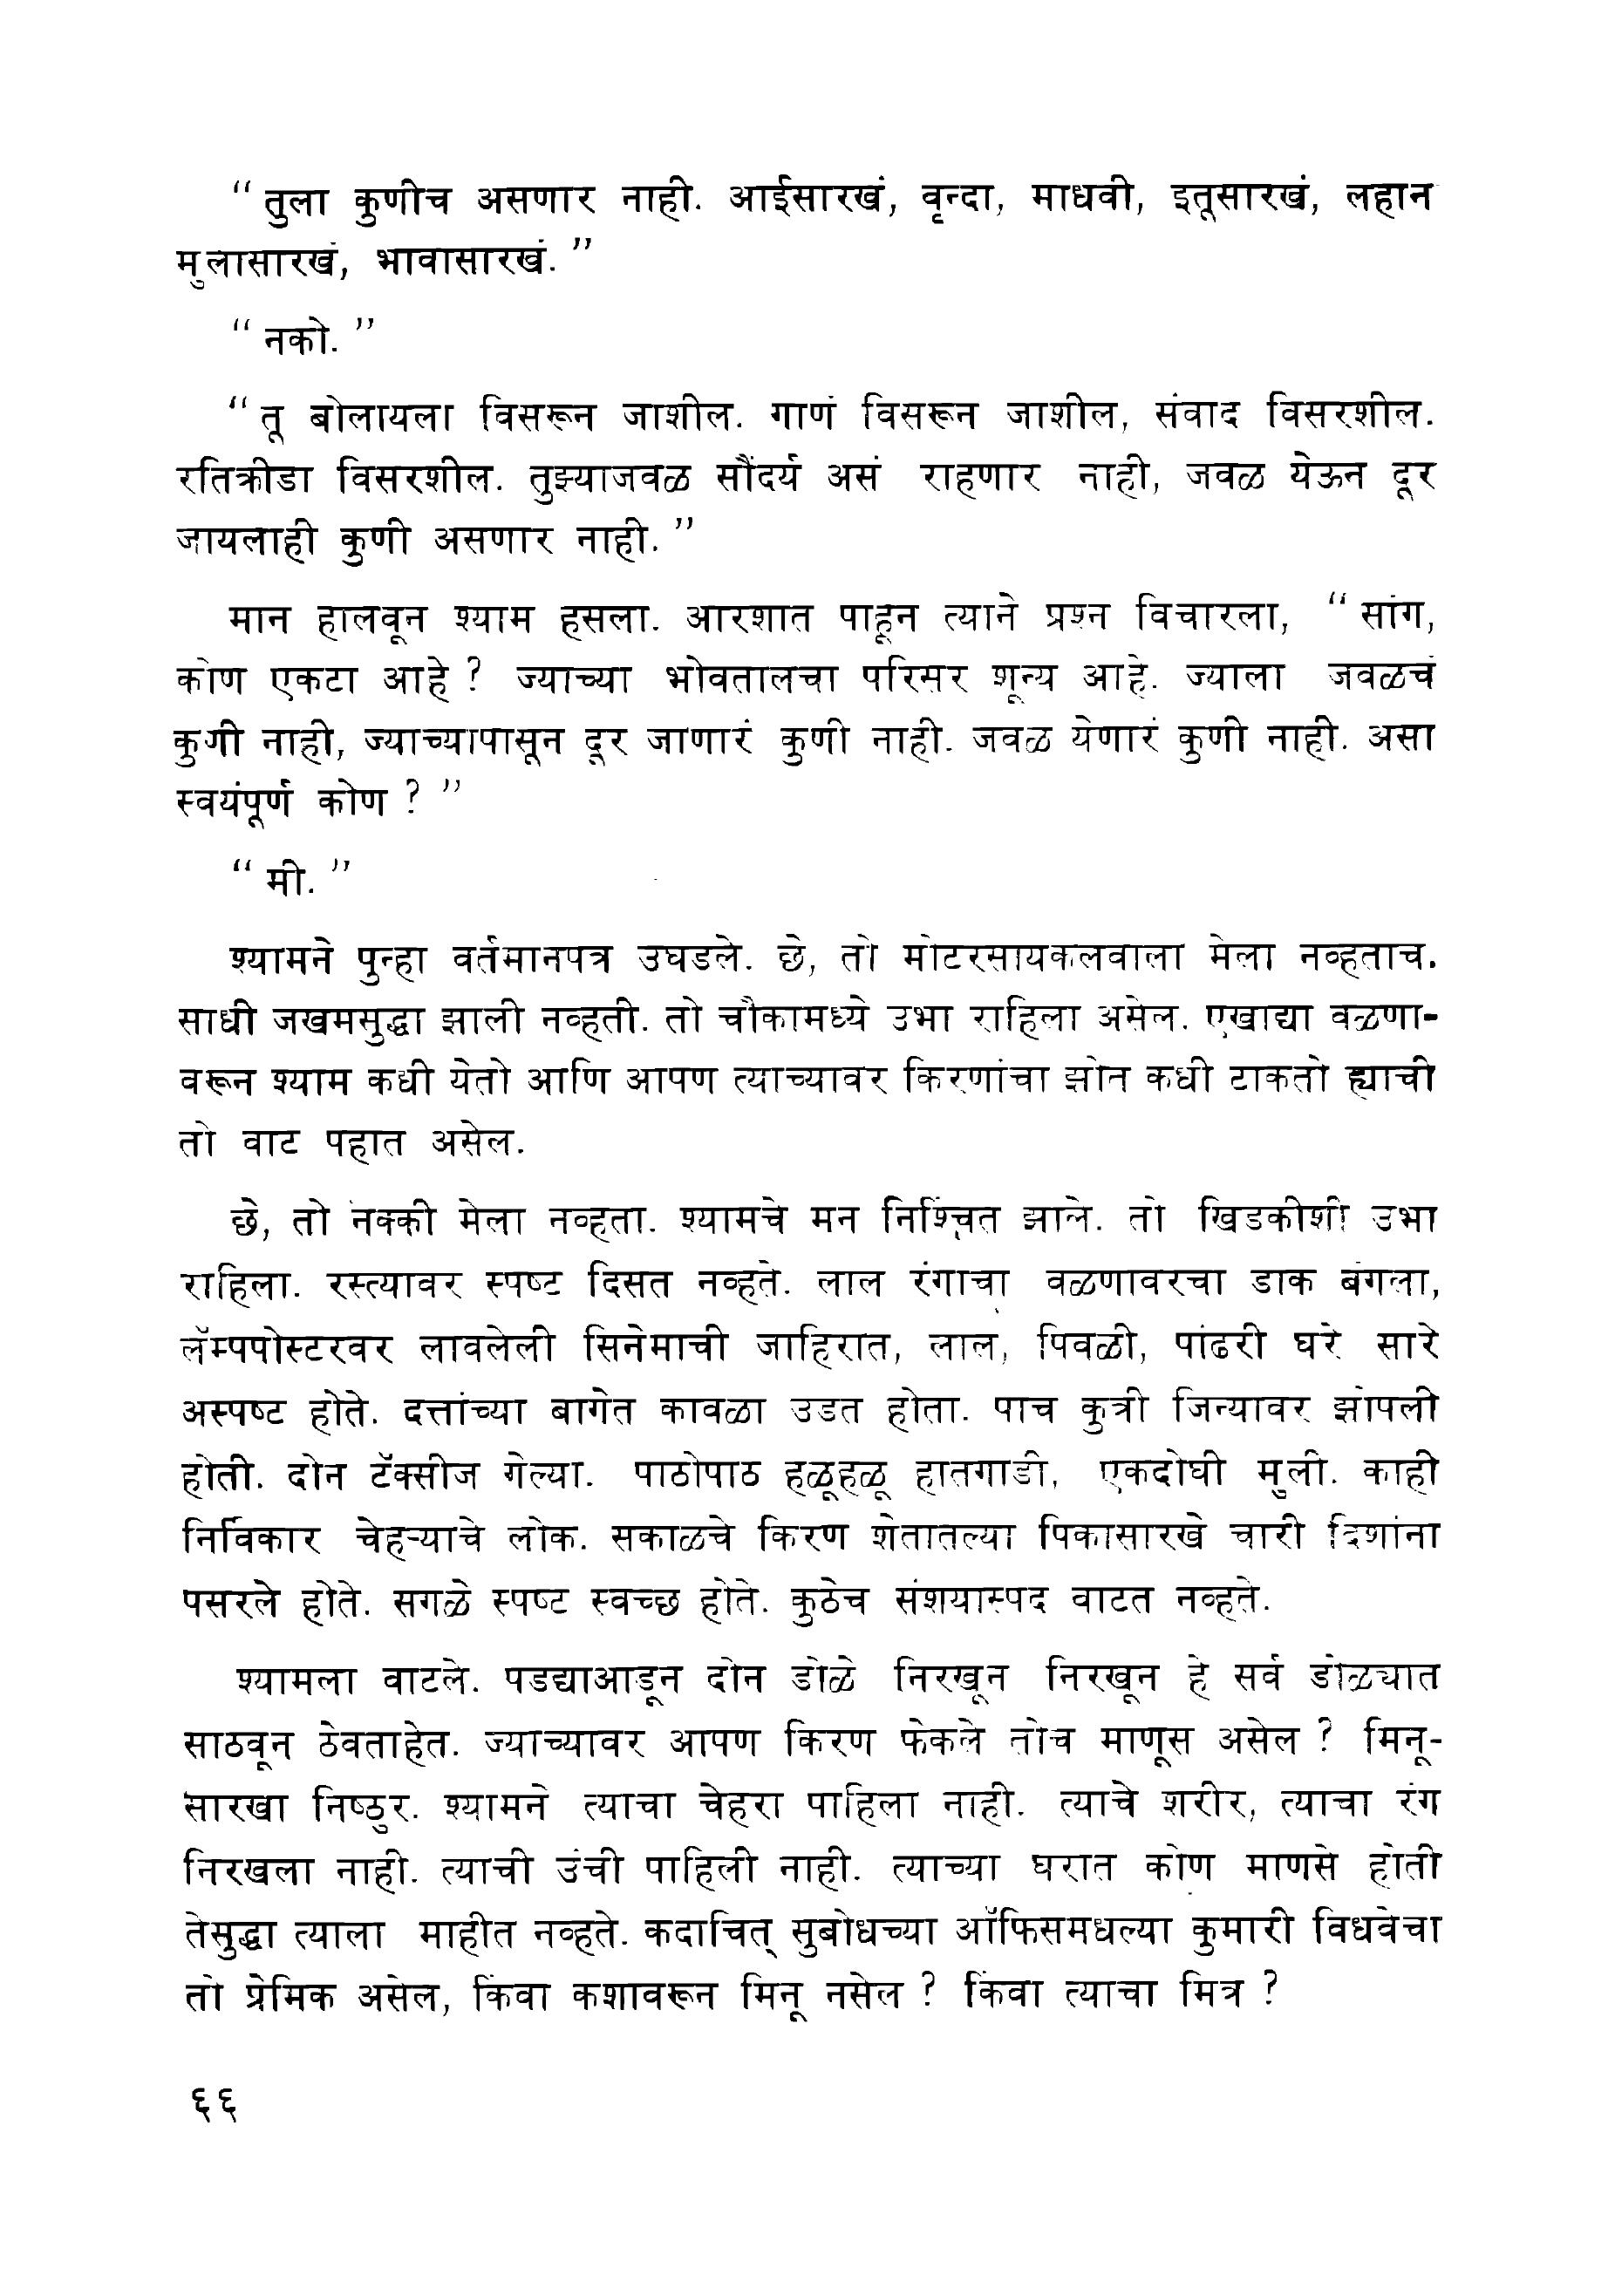 “ तुला कुणीच असणार नाही. आईसारखं, वृन्दा, माधवी, इतूसारखं, लहान
मुलासारखं, भावासारखं. ”
“ नको. ”
“ तू बोलायला विसरून जाशील. गाणं विसरून जाशील, संवाद विसरशील.
रतिक्रीडा विसरशील. तुझ्याजवळ सौंदर्य असं राहणार नाही, जवळ येऊन दूर
जायलाही कुणी असणार नाही. ”
मान हालवून श्याम हसला. आरशात पाहून त्याने प्रश्न विचारला, “ सांग,
कोण एकटा आहे ? ज्याच्या भोवतालचा परिसर शून्य आहे. ज्याला जवळचं
कुणी नाही, ज्याच्यापासून दूर जाणारं कुणी नाही. जवळ येणारं कुणी नाही. असा
स्वयंपूर्ण कोण ? ”
“ मी. ”
श्यामने पुन्हा वर्तमानपत्र उघडले. छे, तो मोटरसायकलवाला मेला नव्हताच.
साधी जखमसुद्धा झाली नव्हती. तो चौकामध्ये उभा राहिला असेल. एखाद्या वळणा-
वरून श्याम कधी येतो आणि आपण त्याच्यावर किरणांचा झोत कधी टाकतो ह्याची
तो वाट पहात असेल.
छे, तो नक्की मेला नव्हता. श्यामचे मन निश्चिंत झाले. तो खिडकीशी उभा
राहिला. रस्त्यावर स्पष्ट दिसत नव्हते. लाल रंगाचा वळणावरचा डाक बंगला,
लॅम्पपोस्टरवर लावलेली सिनेमाची जाहिरात, लाल, पिवळी, पांढरी घरे सारे
अस्पष्ट होते. दत्तांच्या बागेत कावळा उडत होता. पाच कुत्री जिन्यावर झोपली
होती. दोन टॅक्सीज गेल्या. पाठोपाठ हळूहळू हातगाडी, एकदोघी मुली. काही
निर्विकार चेहऱ्याचे लोक. सकाळचे किरण शेतातल्या पिकासारखे चारी दिशांना
पसरले होते. सगळे स्पष्ट स्वच्छ होते. कुठेच संशयास्पद वाटत नव्हते.
श्यामला वाटले. पडद्याआडून दोन डोळे निरखून निरखून हे सर्व डोळ्यात
साठवून ठेवताहेत. ज्याच्यावर आपण किरण फेकले तोच माणूस असेल ? मिनू-
सारखा निष्ठुर. श्यामने त्याचा चेहरा पाहिला नाही. त्याचे शरीर, त्याचा रंग
निरखला नाही. त्याची उंची पाहिली नाही. त्याच्या घरात कोण माणसे होती
तेसुद्धा त्याला माहीत नव्हते. कदाचित् सुबोधच्या ऑफिसमधल्या कुमारी विधवेचा
तो प्रेमिक असेल, किंवा कशावरून मिनू नसेल ? किंवा त्याचा मित्र ?
६६